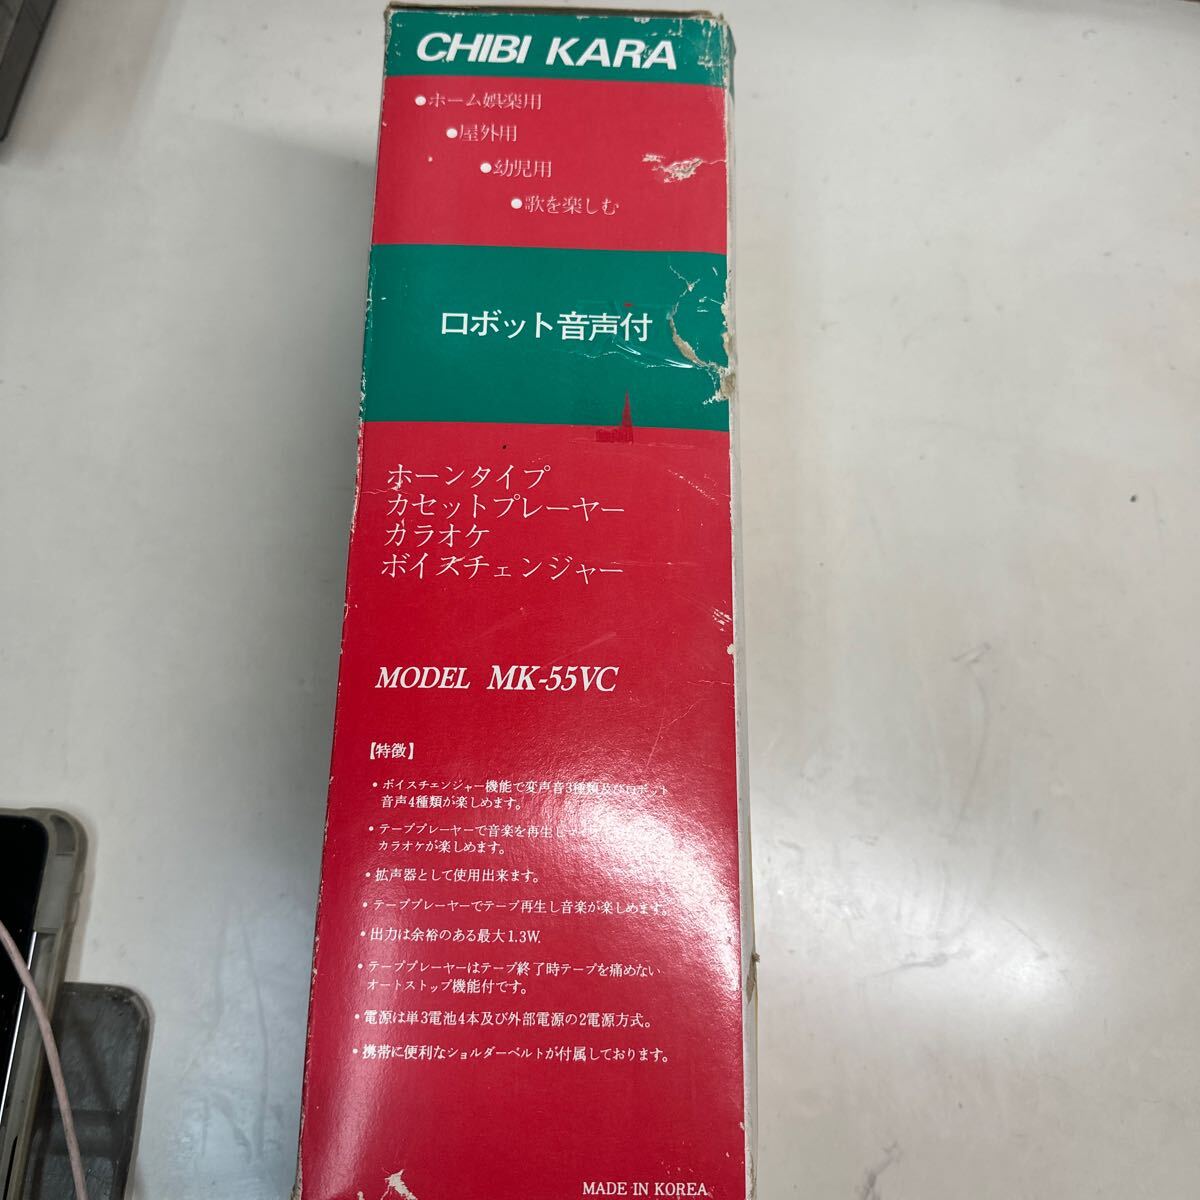 CHIBI KARA
●ホーム娯楽用
●屋外用
●幼児用
●歌を楽しむ
ロボット音声付
ホーンタイプ
カセットプレーヤー
カラオケ
ボイスチェンジャー
MODEL MK-55VC
【特徴】
・ボイスチェンジャー機能で変声音3種類及びロボット
音声4種類が楽しめます。
・テーププレーヤーで音楽を再生し
カラオケが楽しめます。
・拡声器として使用出来ます。
・テーププレーヤーでテープ再生し音楽が楽しめます。
・出力は余裕のある最大1.3W.
・テーププレーヤーはテープ終了時テープを痛めない
オートストップ機能付です。
・電源は単3電池4本及び外部電源の2電源方式。
・携帯に便利なショルダーベルトが付属しております。
MADE IN KOREA